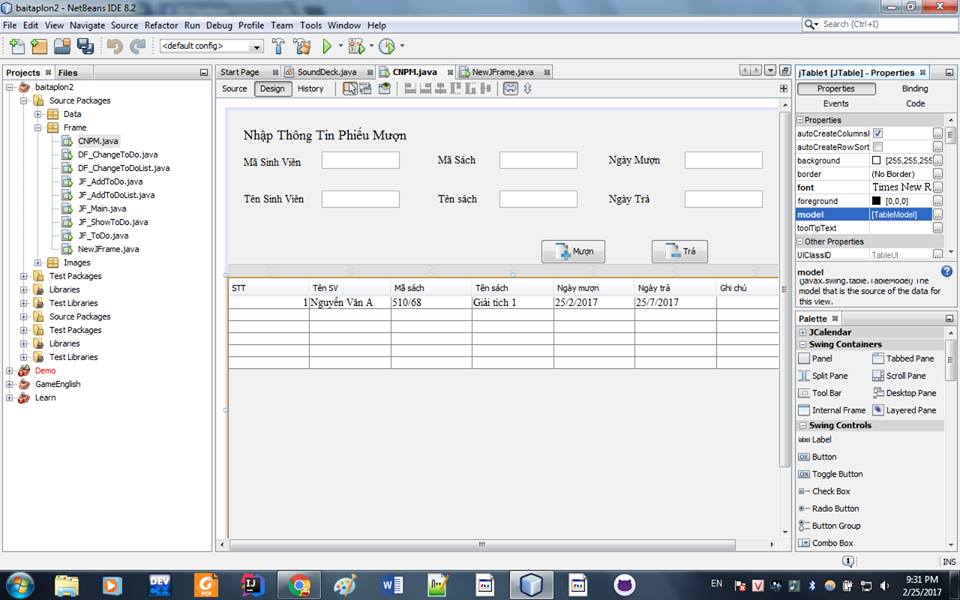 baitaplon2 - NetBeans IDE 8.2
File Edit View Navigate Source Refactor Run Debug Profile Team Tools Window Help
Search (Ctrl+I)
<default config>
Projects Files
baitaplon2
Source Packages
Data
Frame
CNPM.java
DF_ChangeToDo.java
DF_ChangeToDoList.java
JF_AddToDo.java
JF_AddToDoList.java
JF_Main.java
JF_ShowToDo.java
JF_ToDo.java
NewJFrame.java
Images
Test Packages
Libraries
Test Libraries
Source Packages
Test Packages
Libraries
Test Libraries
Demo
GameEnglish
Learn
Start Page SoundDeck.java CNPM.java NewJFrame.java
Source Design History
Nhập Thông Tin Phiếu Mượn
Mã Sinh Viên Mã Sách Ngày Mượn
Tên Sinh Viên Tên sách Ngày Trả
Mượn Trả
STT Tên SV Mã sách Tên sách Ngày mượn Ngày trả Ghi chú
1 Nguyễn Văn A 510/68 Giải tích 1 25/2/2017 25/7/2017
jTable1 [JTable] - Properties
Properties Binding
Events Code
Properties
autoCreateColumnsl
autoCreateRowSort
background [255,255,255
border (No Border)
font Times New R
foreground [0,0,0]
model [TableModel]
toolTipText
Other Properties
UIClassID TableUI
model
(javax.swing.table.TableModel) The
model that is the source of the data for
this view.
Palette
JCalendar
Swing Containers
Panel Tabbed Pane
Split Pane Scroll Pane
Tool Bar Desktop Pane
Internal Frame Layered Pane
Swing Controls
label Label
OK Button
OK Toggle Button
Check Box
Radio Button
Button Group
Combo Box
1 INS
EN
9:31 PM
2/25/2017